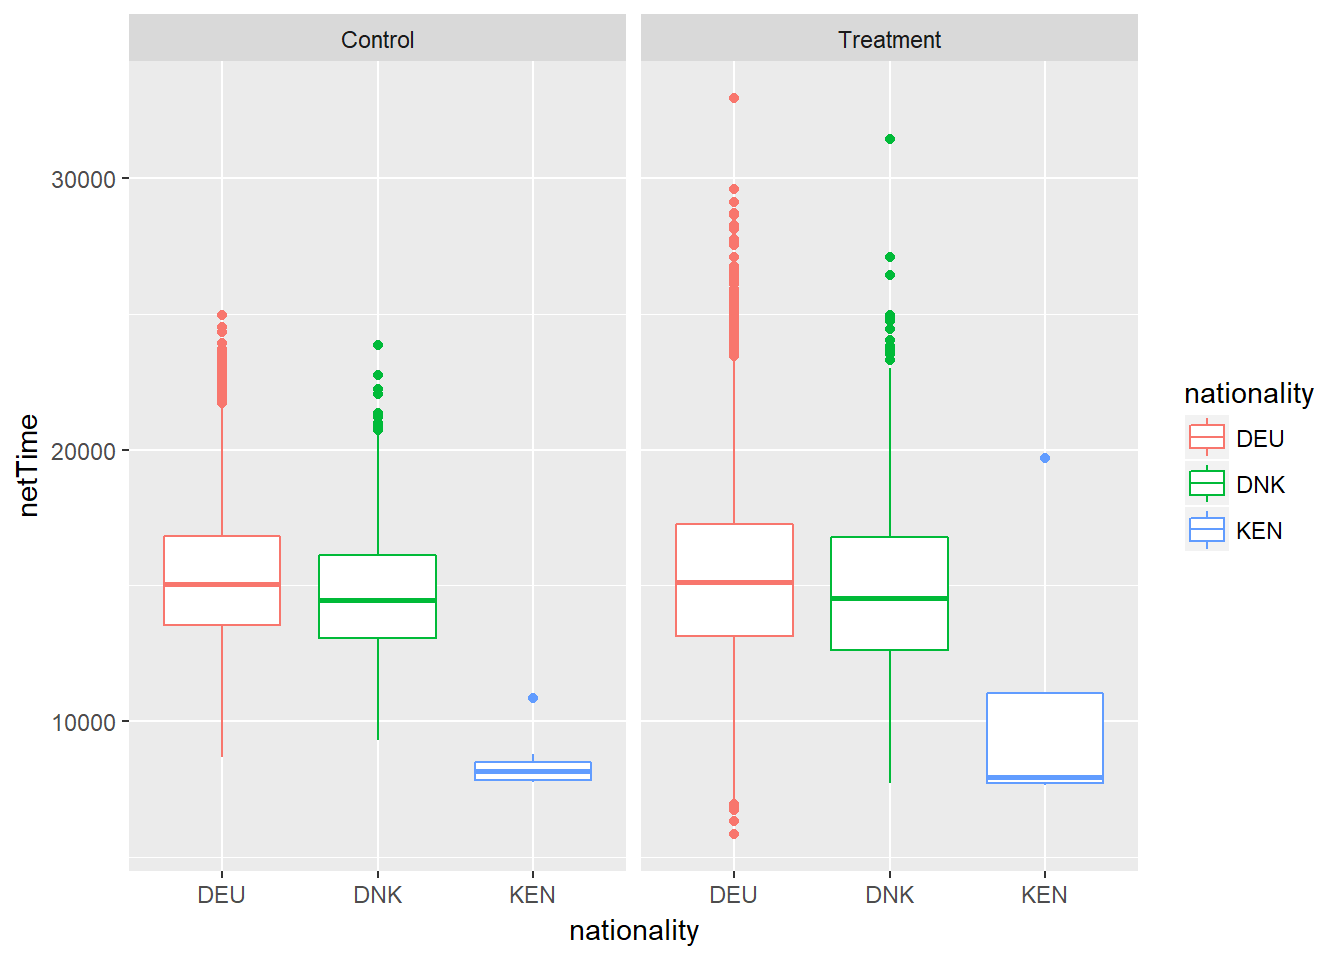 Control
Treatment
30000
20000
10000
netTime
DEU
DNK
KEN
DEU
DNK
KEN
nationality
nationality
DEU
DNK
KEN